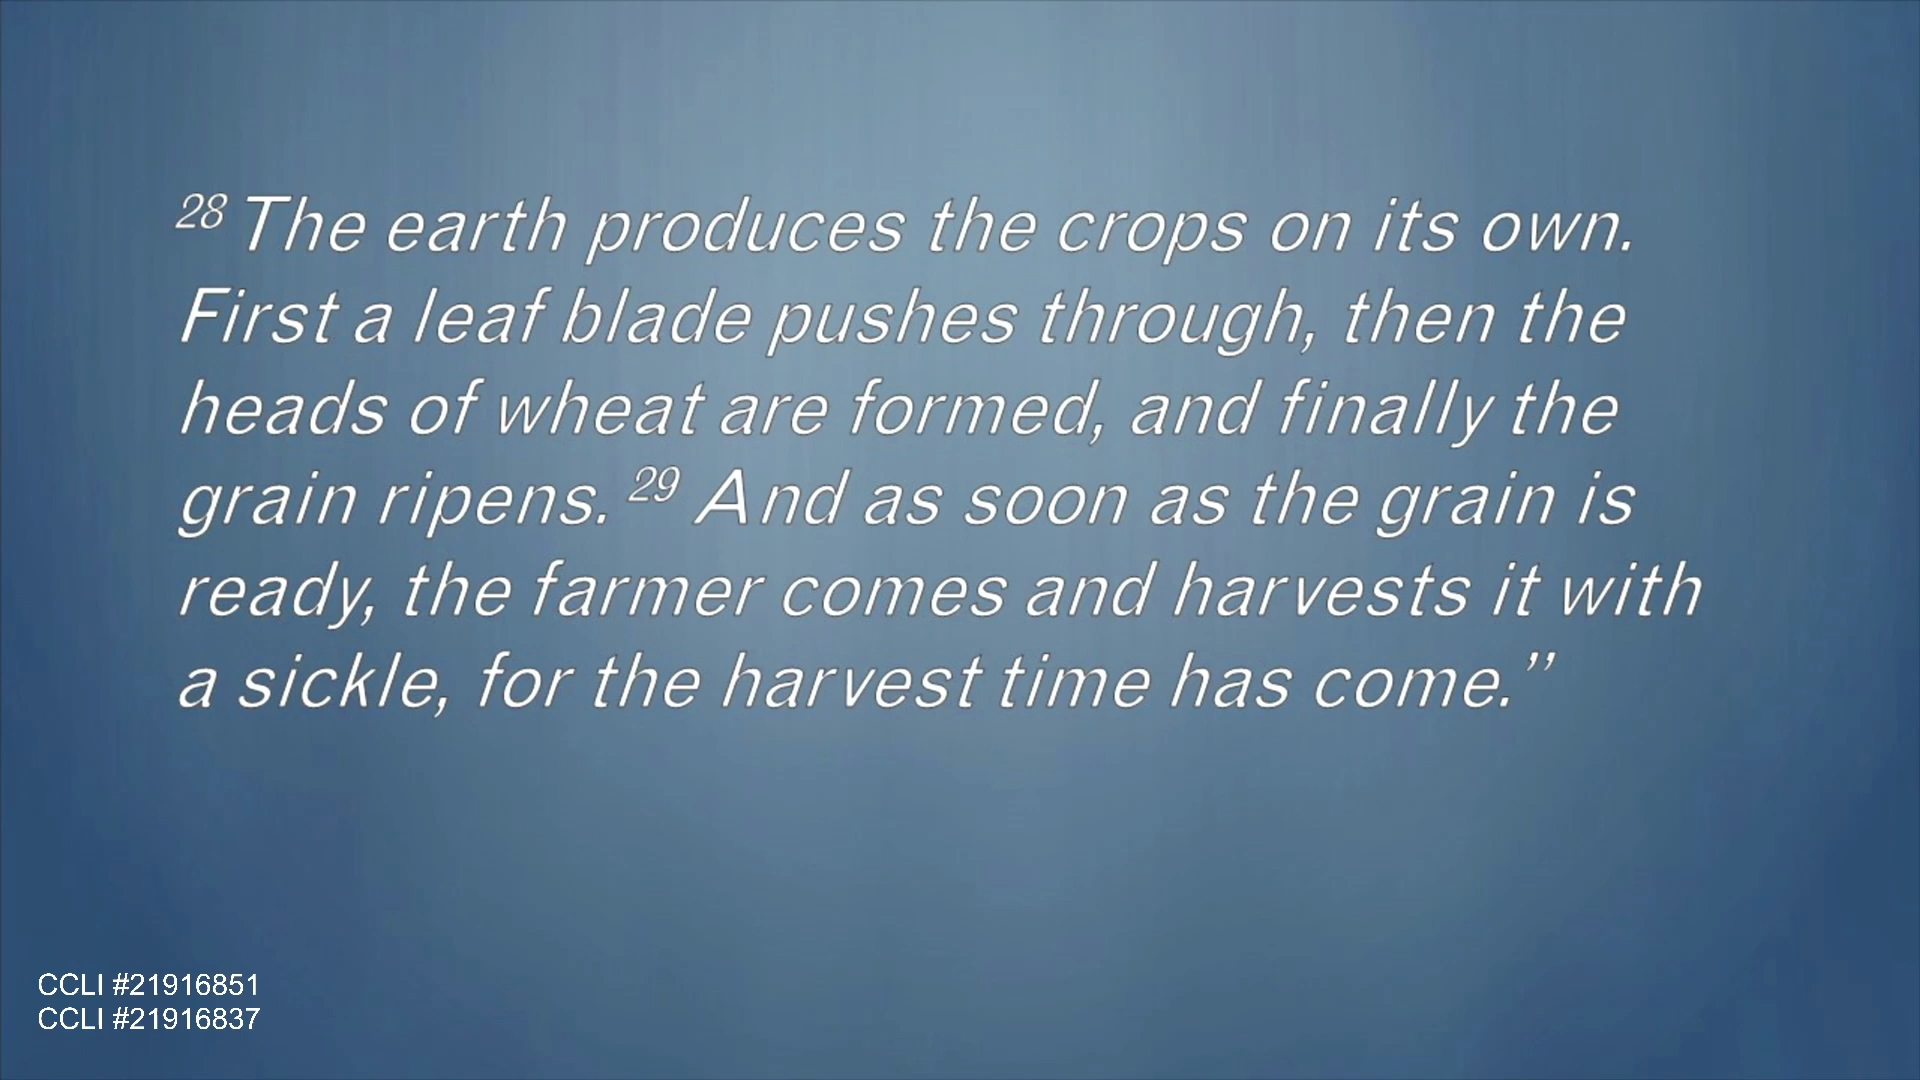 28 The earth produces the crops on its own.
First a leaf blade pushes through, then the
heads of wheat are formed, and finally the
grain ripens. 29 And as soon as the grain is
ready, the farmer comes and harvests it with
a sickle, for the harvest time has come.”
CCLI #21916851
CCLI #21916837